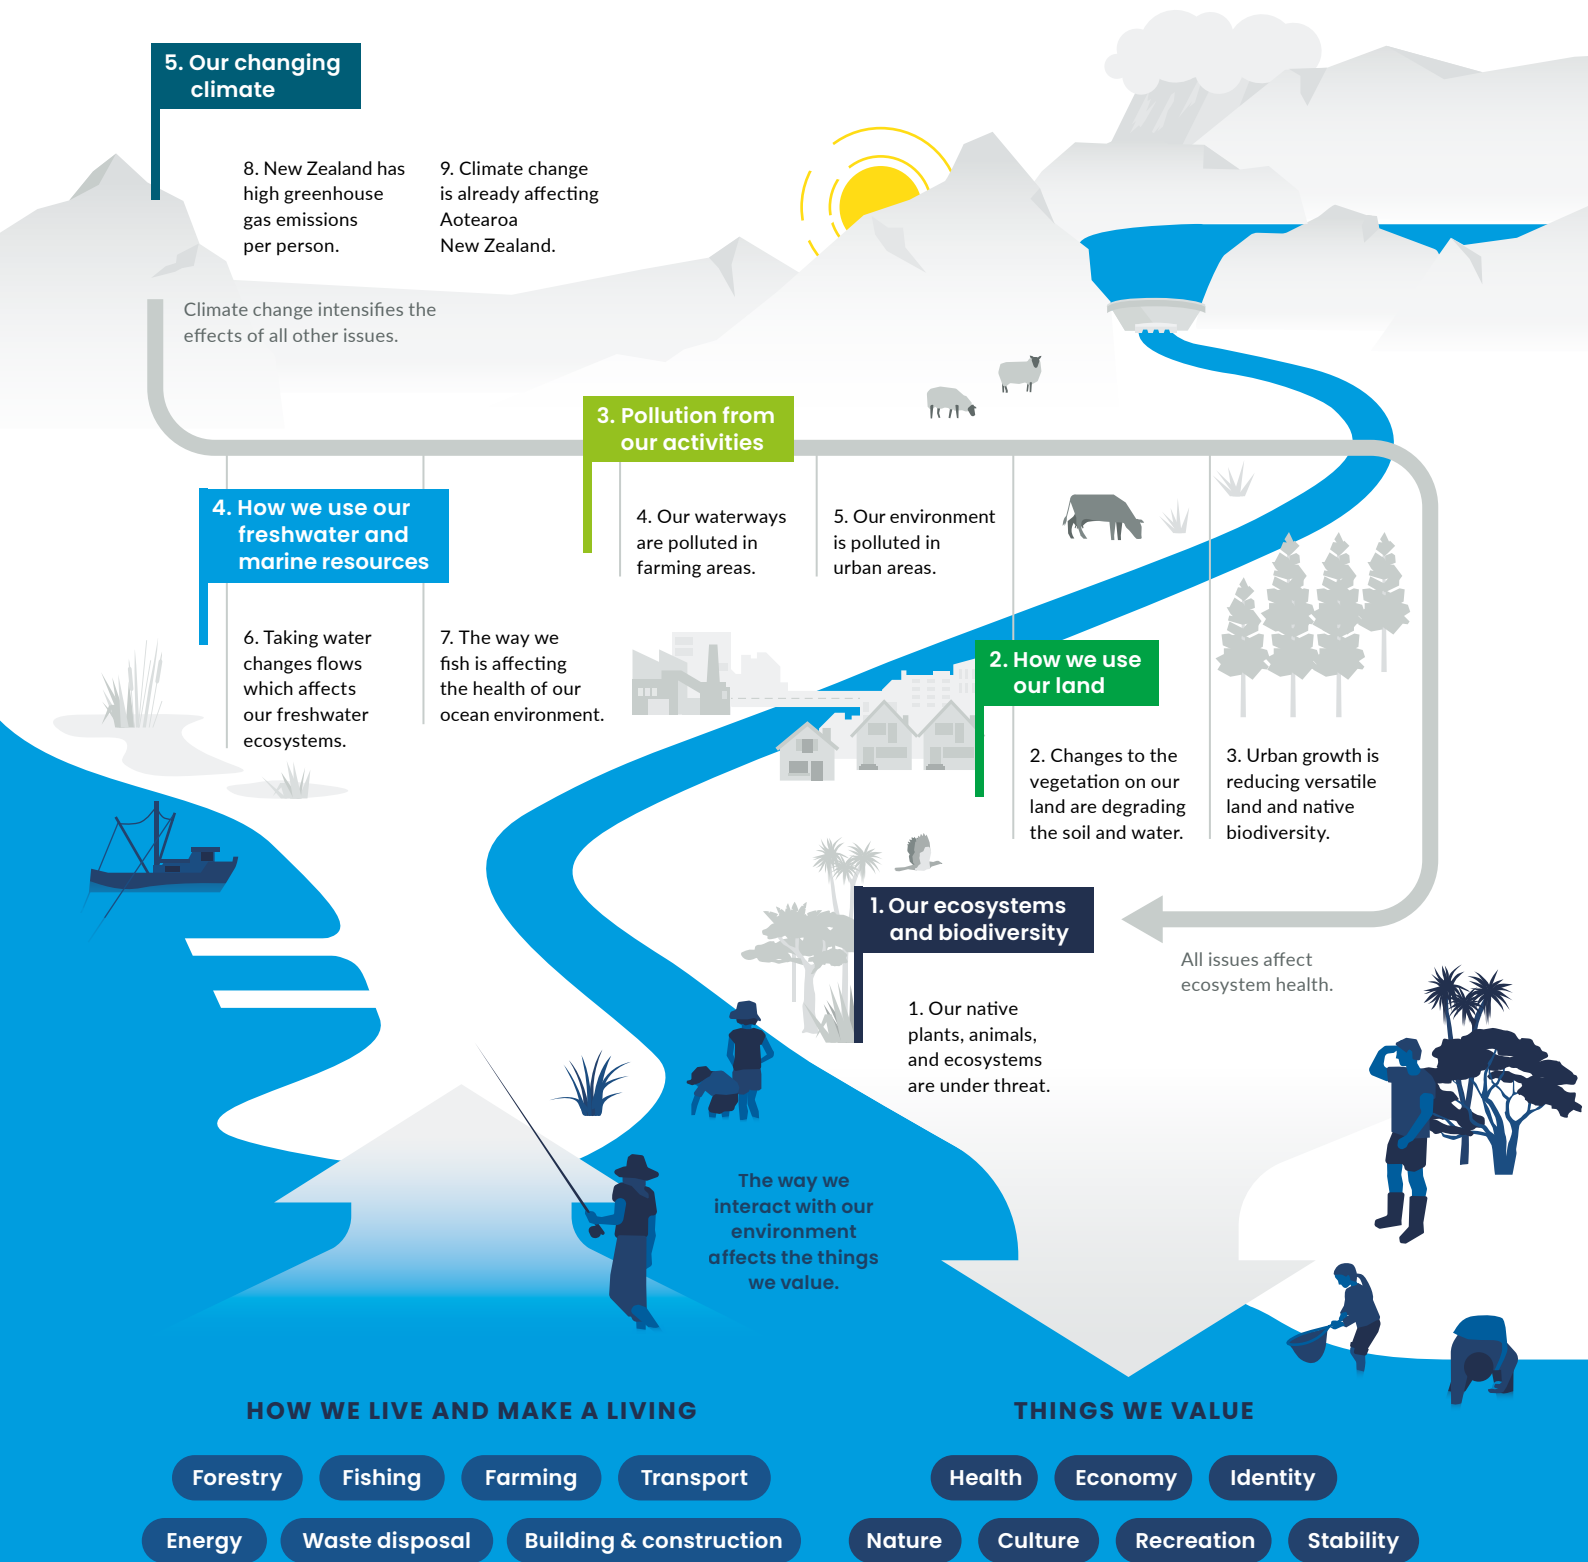 5. Our changing
climate
8. New Zealand has
high greenhouse
gas emissions
per person.
9. Climate change
is already affecting
Aotearoa
New Zealand.
Climate change intensifies the
effects of all other issues.
3. Pollution from
our activities
4. Our waterways
are polluted in
farming areas.
5. Our environment
is polluted in
urban areas.
4. How we use our
freshwater and
marine resources
6. Taking water
changes flows
which affects
our freshwater
ecosystems.
7. The way we
fish is affecting
the health of our
ocean environment.
2. How we use
our land
2. Changes to the
vegetation on our
land are degrading
the soil and water.
3. Urban growth is
reducing versatile
land and native
biodiversity.
1. Our ecosystems
and biodiversity
All issues affect
ecosystem health.
1. Our native
plants, animals,
and ecosystems
are under threat.
The way we
interact with our
environment
affects the things
we value.
HOW WE LIVE AND MAKE A LIVING
Forestry
Fishing
Farming
Transport
Energy
Waste disposal
Building & construction
THINGS WE VALUE
Health
Economy
Identity
Nature
Culture
Recreation
Stability